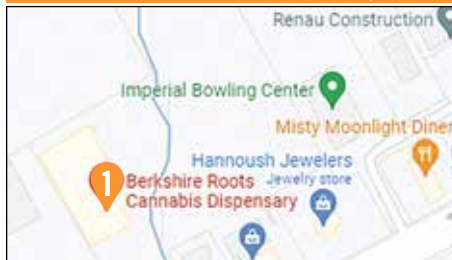 Renau Construction
Imperial Bowling Center
Misty Moonlight Diner
Hannoush Jewelers
Jewelry store
1
Berkshire Roots
Cannabis Dispensary